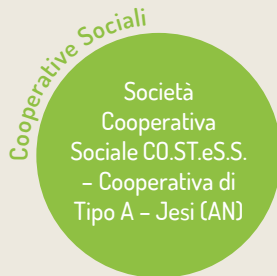 Cooperative Sociali
Società
Cooperativa
Sociale CO.ST.eS.S.
– Cooperativa di
Tipo A – Jesi (AN)